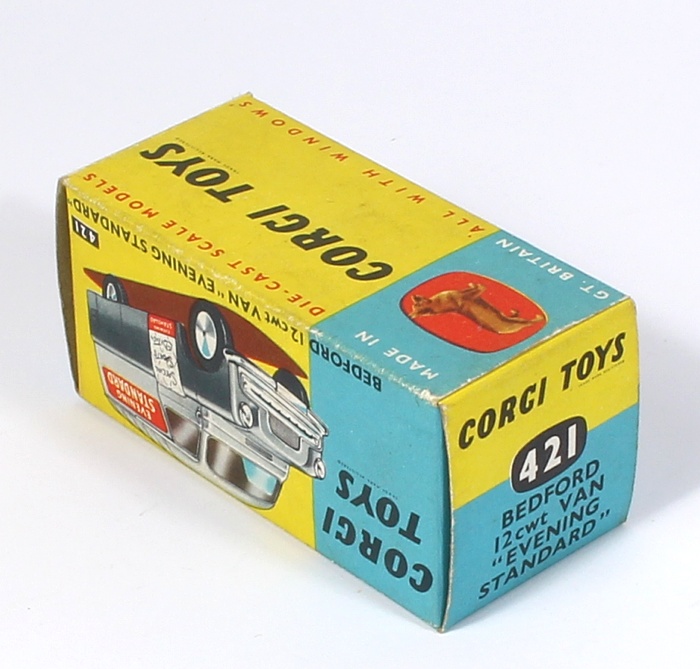 ALL WITH WINDOWS
CORGI TOYS
DIE-CAST SCALE MODELS
GT. BRITAIN
MADE IN
421
BEDFORD 12cwt VAN "EVENING STANDARD"
EVENING
STANDARD
CORGI
TOYS
CORGI TOYS
421
BEDFORD
12cwt VAN
"EVENING
STANDARD"